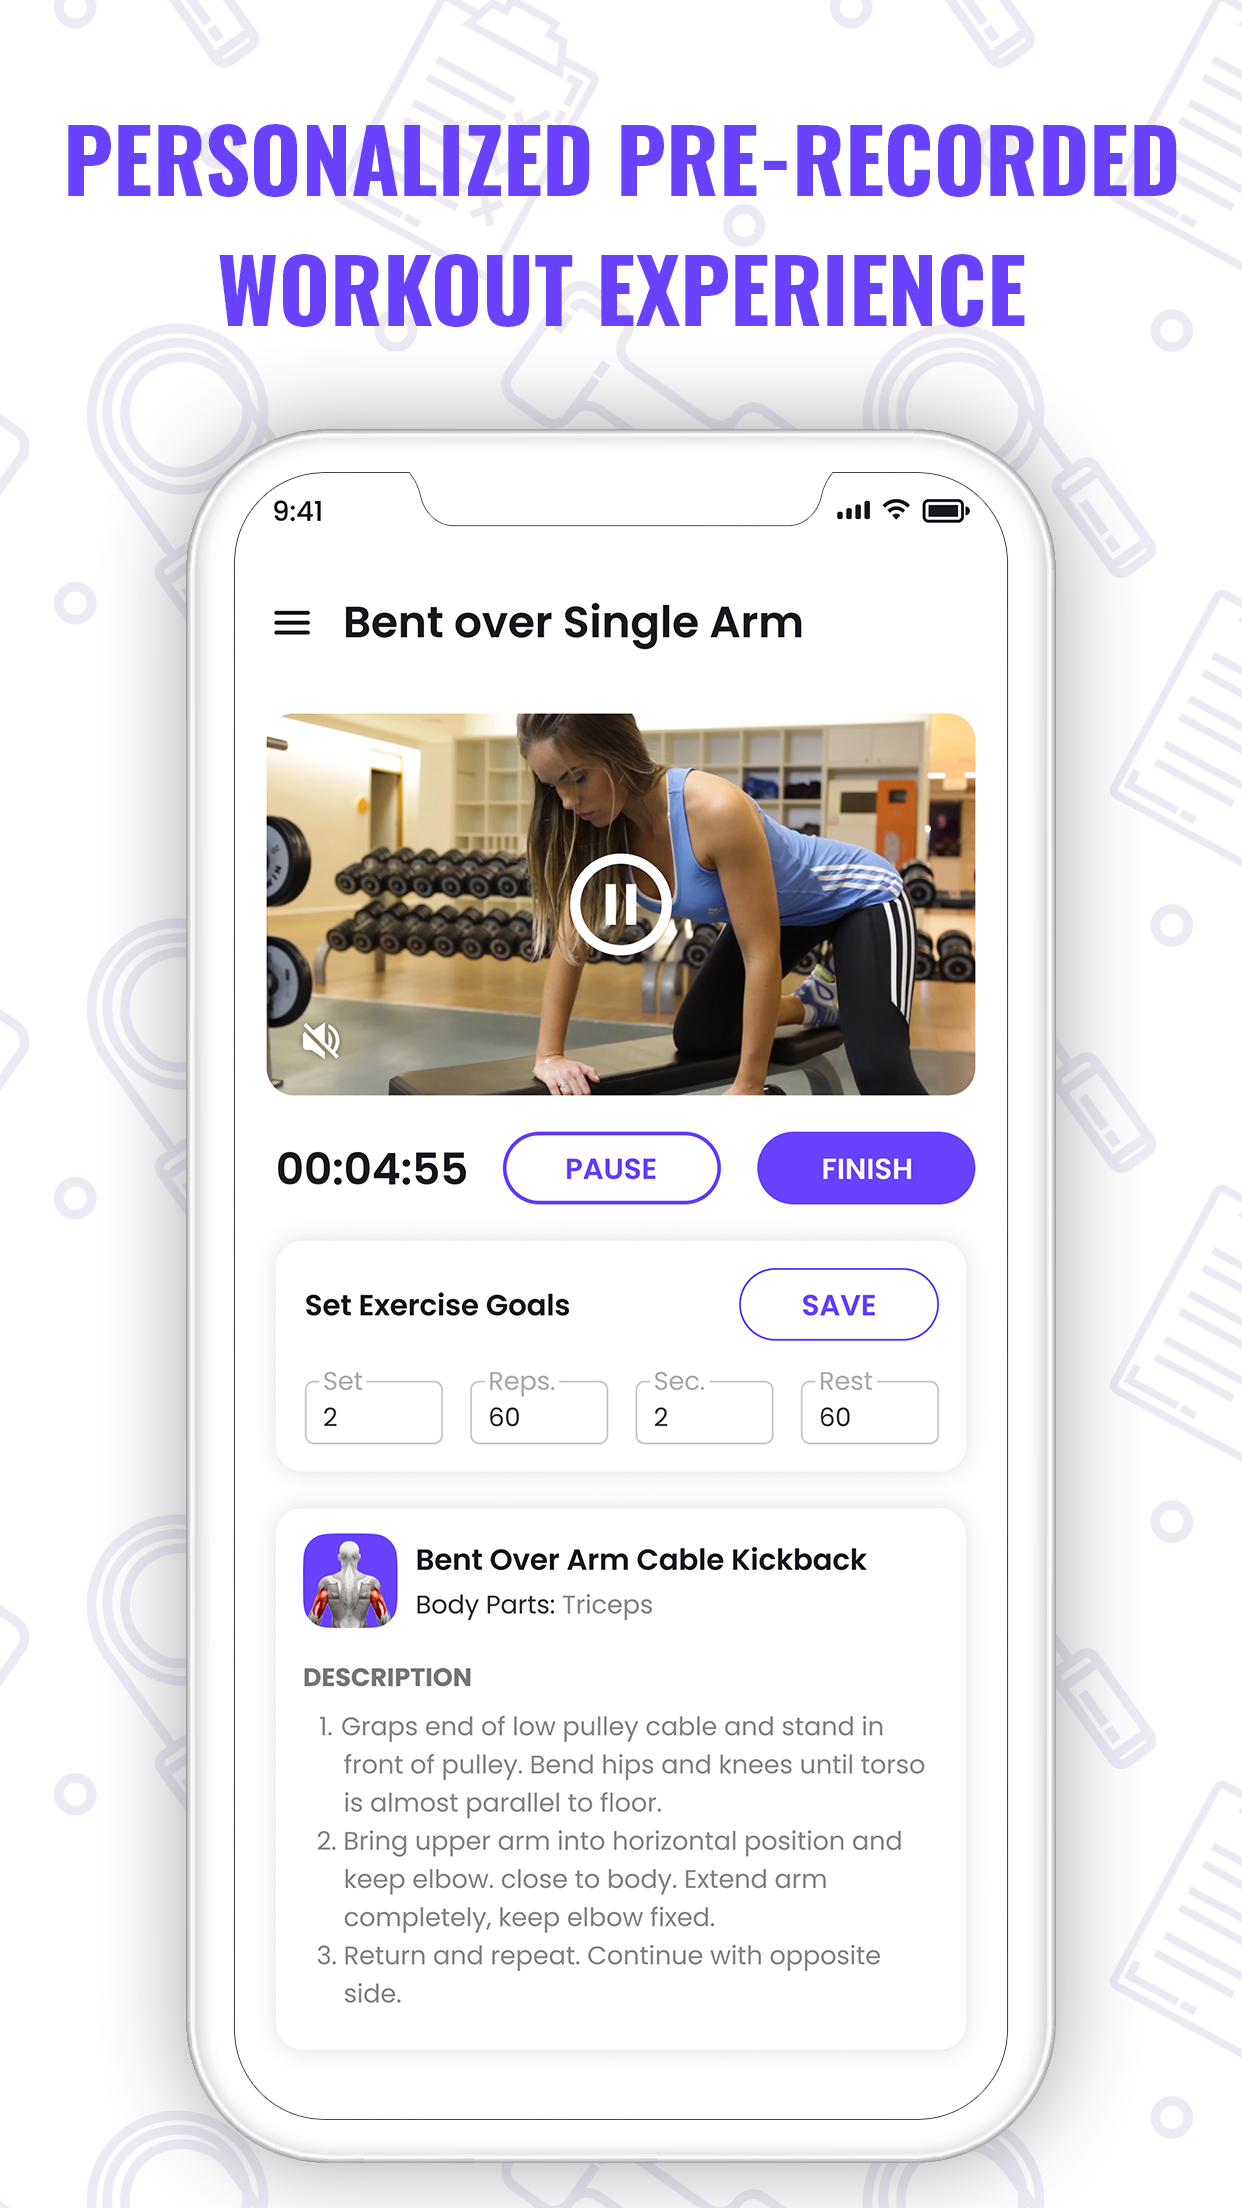 PERSONALIZED PRE-RECORDED
WORKOUT EXPERIENCE
9:41
Bent over Single Arm
00:04:55
PAUSE
FINISH
Set Exercise Goals
SAVE
Set
Reps.
Sec.
Rest
2
60
2
60
Bent Over Arm Cable Kickback
Body Parts: Triceps
DESCRIPTION
1. Graps end of low pulley cable and stand in
front of pulley. Bend hips and knees until torso
is almost parallel to floor.
2. Bring upper arm into horizontal position and
keep elbow. close to body. Extend arm
completely, keep elbow fixed.
3. Return and repeat. Continue with opposite
side.